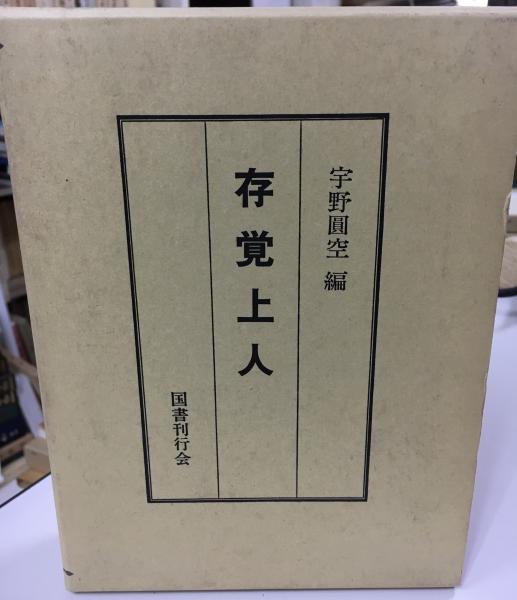 宇野圓空 編
存覚上人
国書刊行会